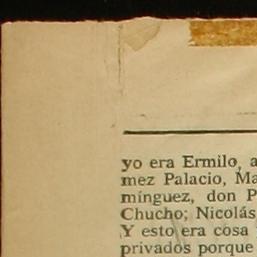 yo era Ermilo, a
mez Palacio, Ma
mínguez, don P
Chucho; Nicolás
Y esto era cosa
privados porque